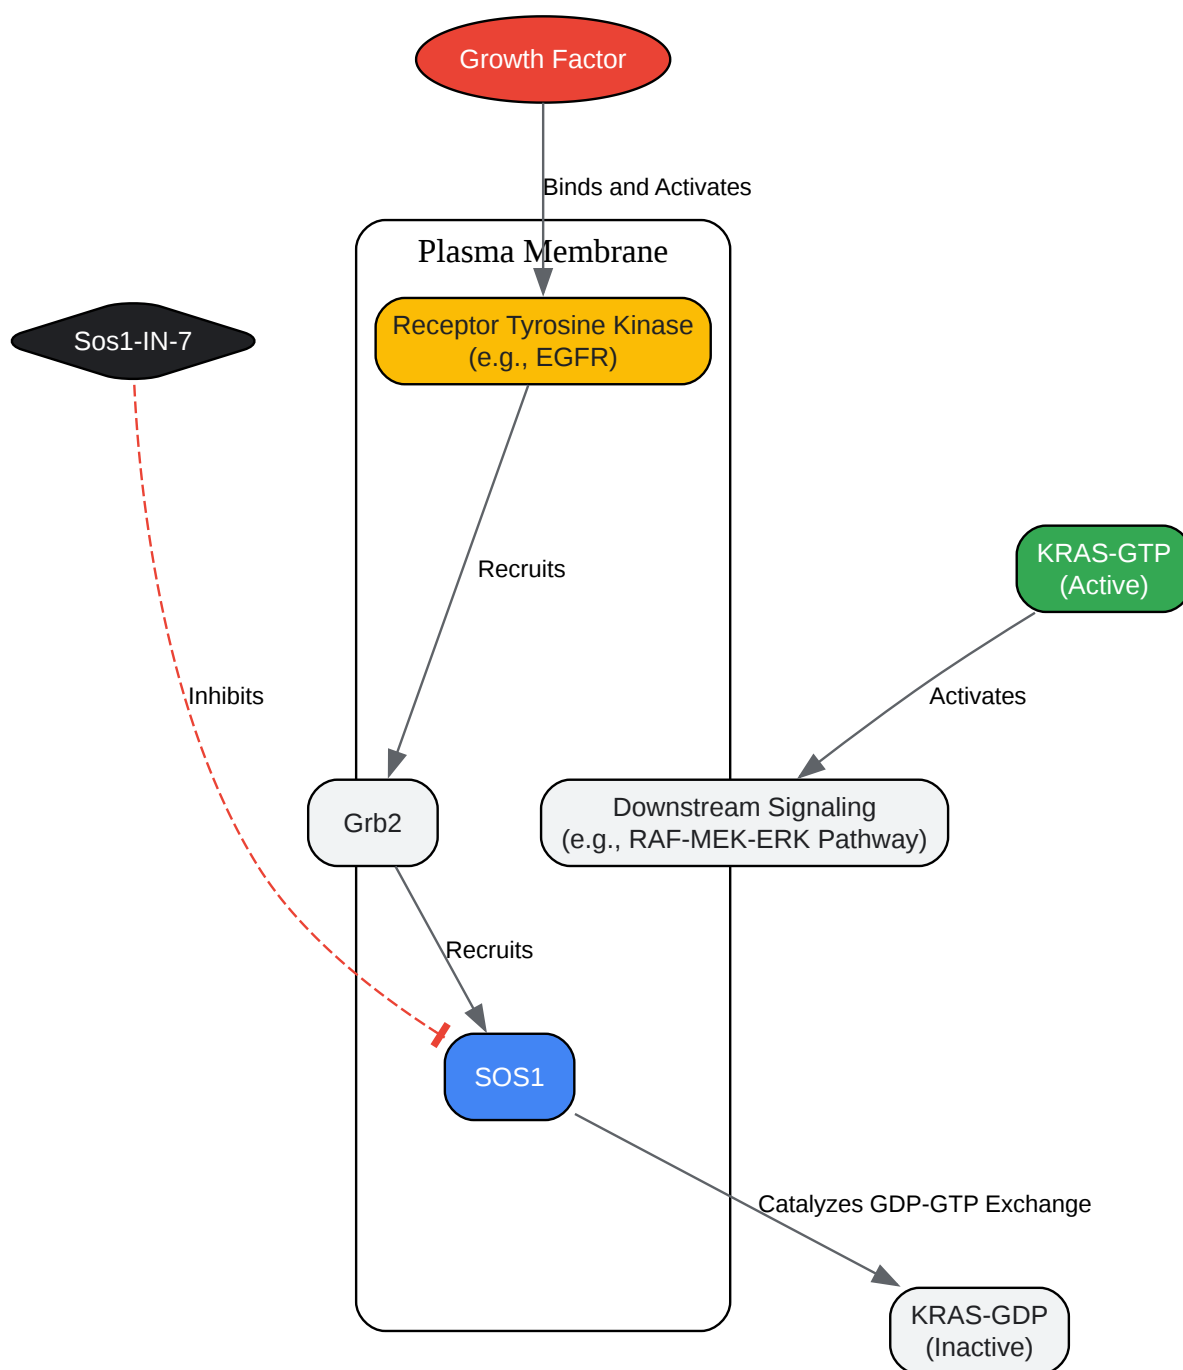 Growth Factor
Binds and Activates
Plasma Membrane
Receptor Tyrosine Kinase
(e.g., EGFR)
Sos1-IN-7
Recruits
KRAS-GTP
(Active)
Inhibits
Activates
Grb2
Downstream Signaling
(e.g., RAF-MEK-ERK Pathway)
Recruits
SOS1
Catalyzes GDP-GTP Exchange
KRAS-GDP
(Inactive)